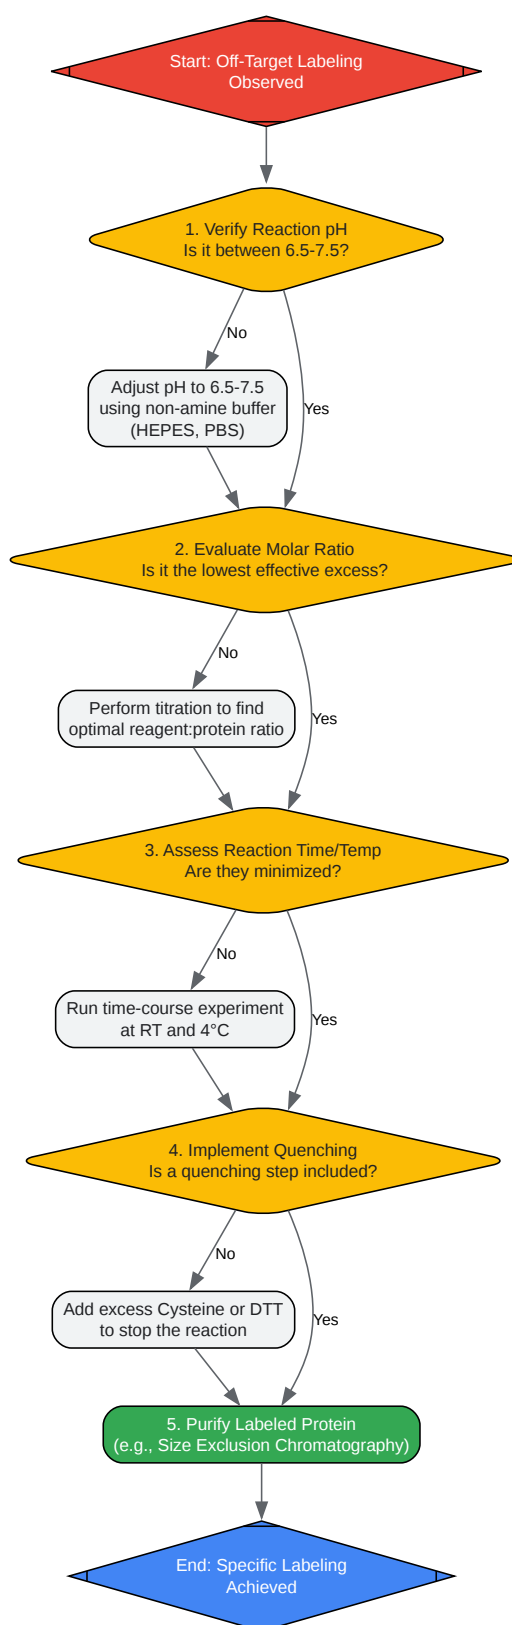 Start: Off-Target Labeling
Observed
1. Verify Reaction pH
Is it between 6.5-7.5?
No
Adjust pH to 6.5-7.5
using non-amine buffer
(HEPES, PBS)
Yes
2. Evaluate Molar Ratio
Is it the lowest effective excess?
No
Perform titration to find
optimal reagent:protein ratio
Yes
3. Assess Reaction Time/Temp
Are they minimized?
No
Run time-course experiment
at RT and 4°C
Yes
4. Implement Quenching
Is a quenching step included?
No
Add excess Cysteine or DTT
to stop the reaction
Yes
5. Purify Labeled Protein
(e.g., Size Exclusion Chromatography)
End: Specific Labeling
Achieved